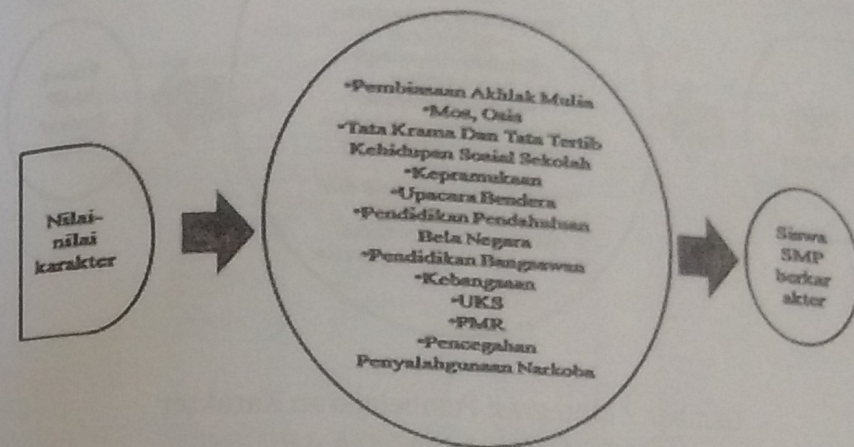 Nilai-
nilai
karakter
•Pembiasaan Akhlak Mulia
•Mos, Osis
•Tata Krama Dan Tata Tertib
Kehidupan Sosial Sekolah
•Kepramukaan
•Upacara Bendera
•Pendidikan Pendahuluan
Bela Negara
•Pendidikan Bangsawan
•Kebangsaan
•UKS
•PMR
•Pencegahan
Penyalahgunaan Narkoba
Siswa
SMP
berkar
akter